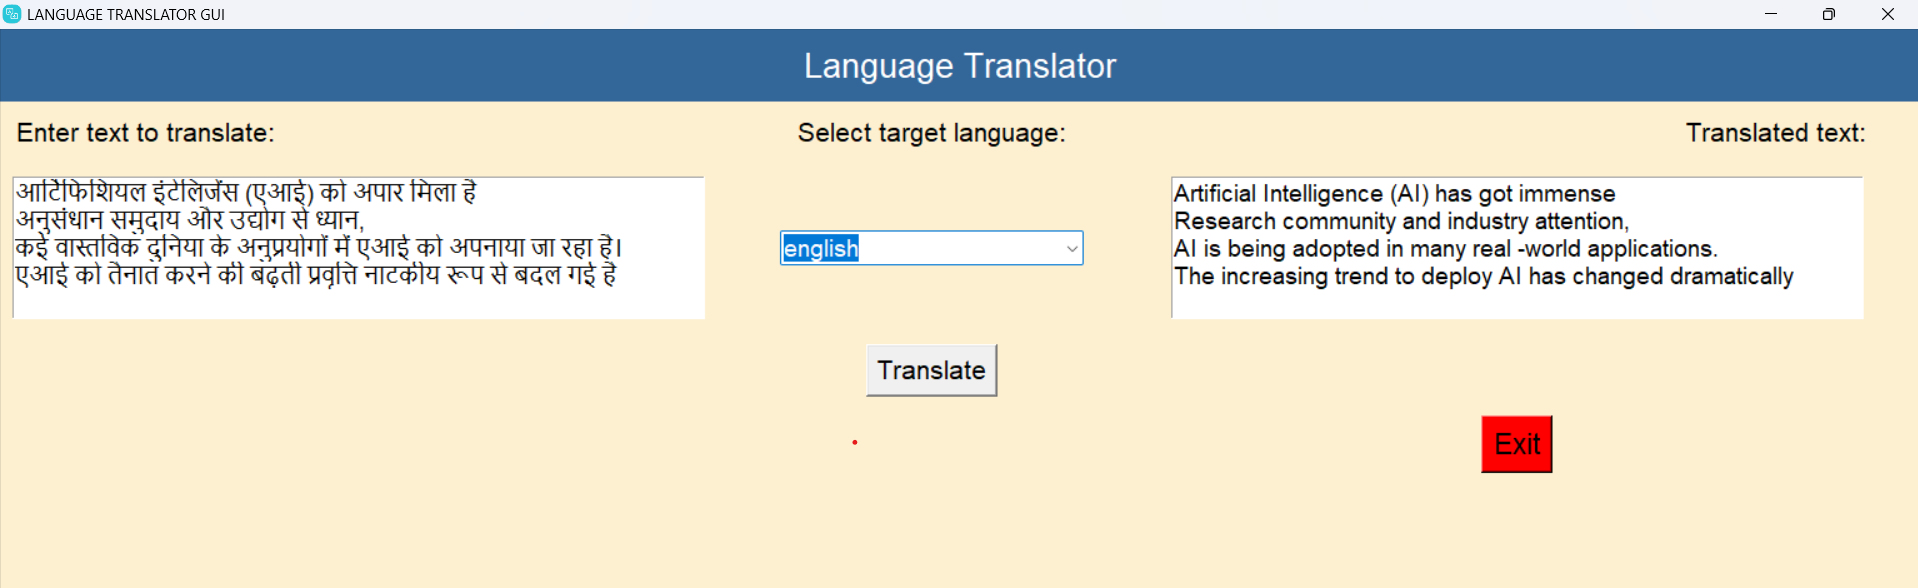 LANGUAGE TRANSLATOR GUI
Language Translator
Enter text to translate:
Select target language:
Translated text:
आर्टिफिशियल इंटेलिजेंस (एआई) को अपार मिला है
अनुसंधान समुदाय और उद्योग से ध्यान,
कई वास्तविक दुनिया के अनुप्रयोगों में एआई को अपनाया जा रहा है।
एआई को तैनात करने की बढ़ती प्रवृत्ति नाटकीय रूप से बदल गई है
english
Artificial Intelligence (AI) has got immense
Research community and industry attention,
AI is being adopted in many real -world applications.
The increasing trend to deploy AI has changed dramatically
Translate
Exit